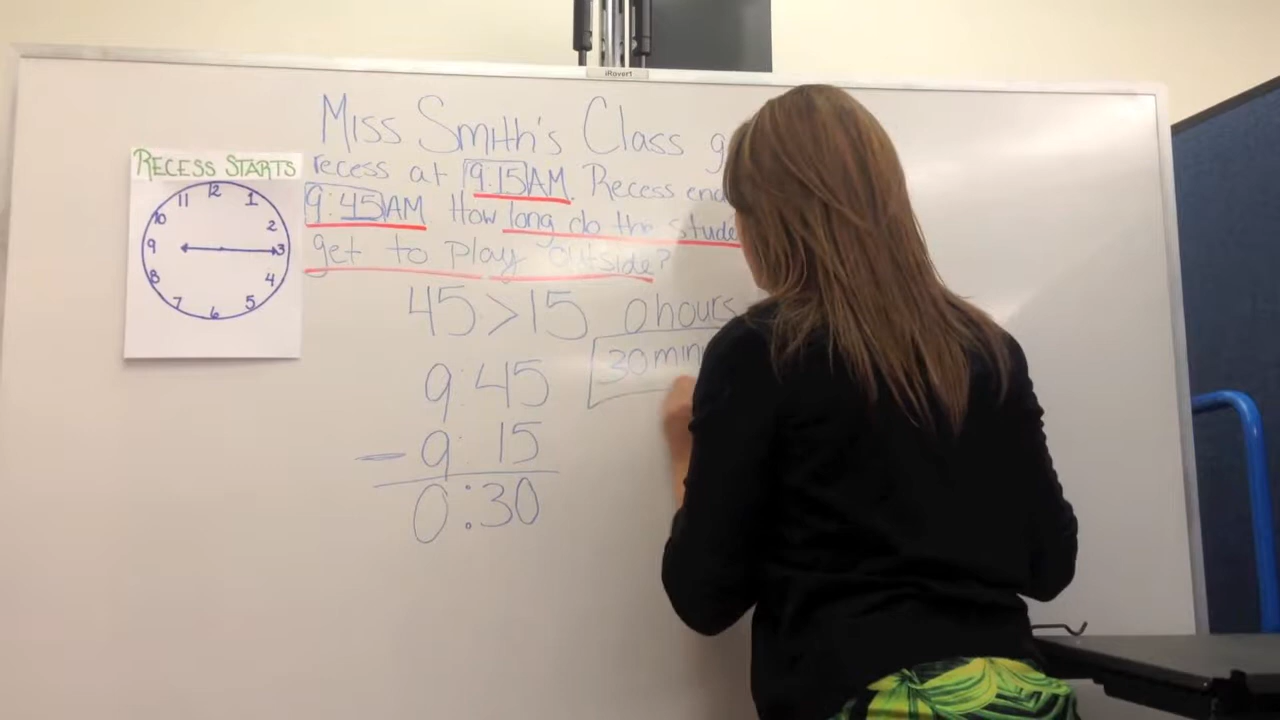 iRover1
Miss Smith's Class
recess at 9:15AM. Recess
9:45AM How long do the
get to play outside?
RECESS STARTS
12
11 1
10 2
9 3
8 4
7 5
6
45>15 0 hours
30
9:45
- 9:15
0:30